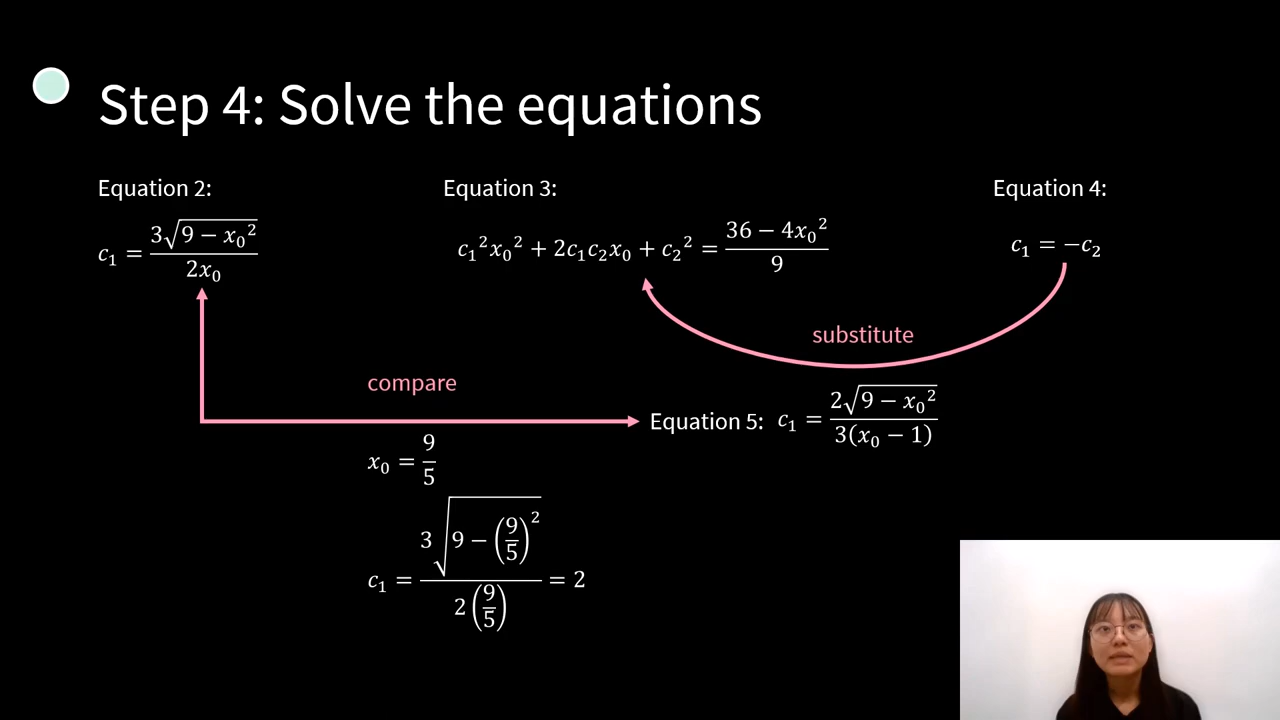 Step 4: Solve the equations
Equation 2:
c₁ = 3√(9 − x₀²) / 2x₀
Equation 3:
c₁²x₀² + 2c₁c₂x₀ + c₂² = (36 − 4x₀²) / 9
Equation 4:
c₁ = −c₂
substitute
compare
Equation 5: c₁ = 2√(9 − x₀²) / 3(x₀ − 1)
x₀ = 9/5
c₁ = 3√(9 − (9/5)²) / 2(9/5) = 2